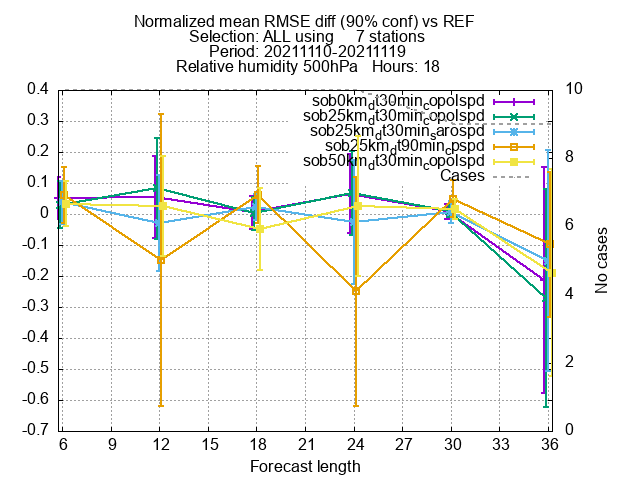 Normalized mean RMSE diff (90% conf) vs REF
Selection: ALL using 7 stations
Period: 20211110-20211119
Relative humidity 500hPa Hours: 18
sob0km_dt30min_copolspd
sob25km_dt30min_copolspd
sob25km_dt30min_sarospd
sob25km_dt90min_cpspd
sob50km_dt30min_copolspd
Cases
0.4
0.3
0.2
0.1
0
-0.1
-0.2
-0.3
-0.4
-0.5
-0.6
-0.7
10
8
6
4
2
0
No cases
6 9 12 15 18 21 24 27 30 33 36
Forecast length